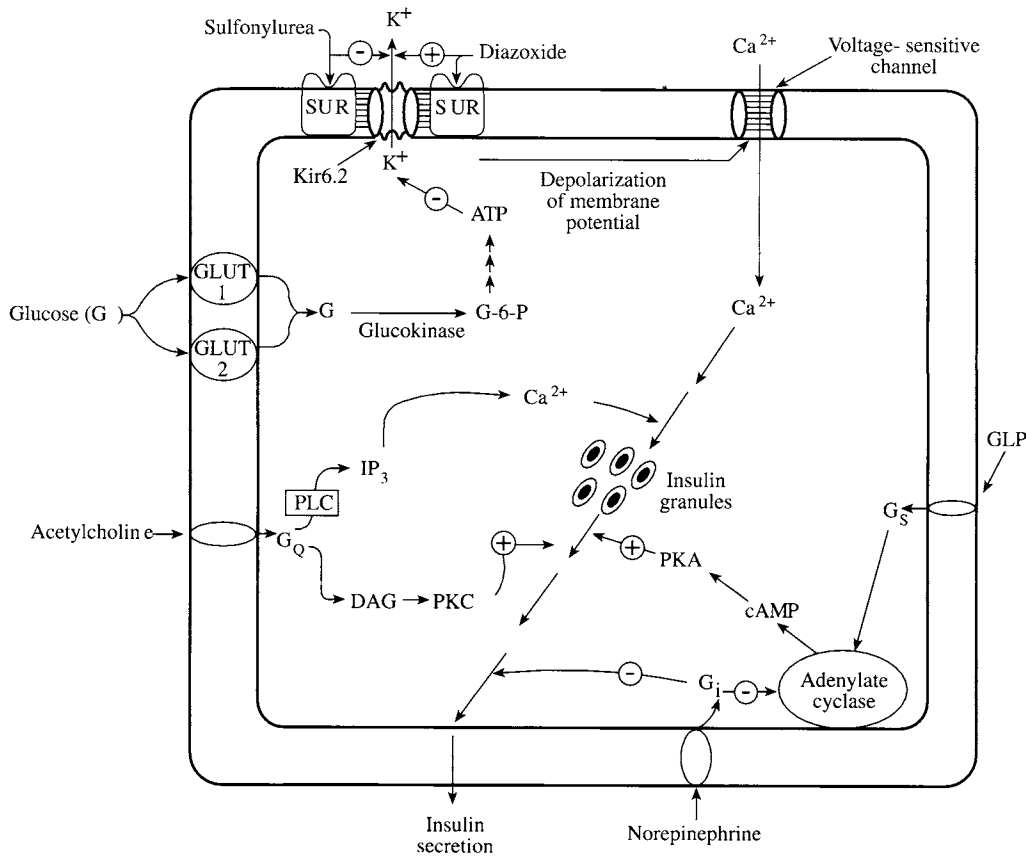 K+
Sulfonylurea
−
+
Diazoxide
Ca2+
Voltage- sensitive
channel
SUR
SUR
Kir6.2
K+
Depolarization
of membrane
potential
−
ATP
GLUT
1
Glucose (G )
G
Glucokinase
G-6-P
Ca2+
GLUT
2
Ca2+
GLP
IP3
Insulin
granules
PLC
GS
Acetylcholin e
GQ
+
+
PKA
DAG
PKC
cAMP
−
Gi
−
Adenylate
cyclase
Insulin
secretion
Norepinephrine